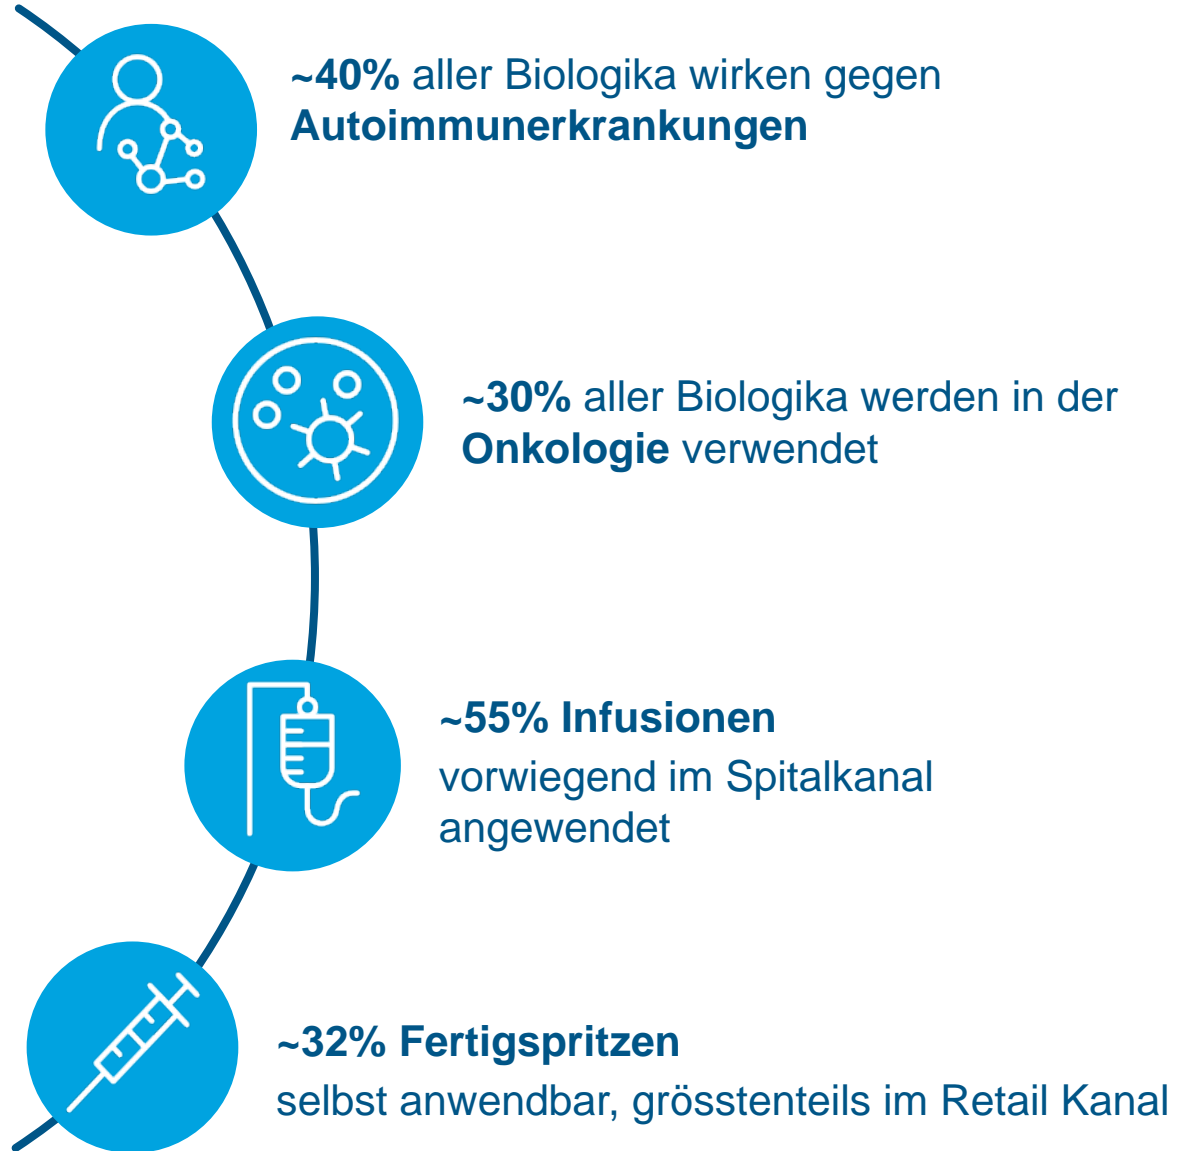 ~40% aller Biologika wirken gegen
Autoimmunerkrankungen
~30% aller Biologika werden in der
Onkologie verwendet
~55% Infusionen
vorwiegend im Spitalkanal
angewendet
~32% Fertigspritzen
selbst anwendbar, grösstenteils im Retail Kanal